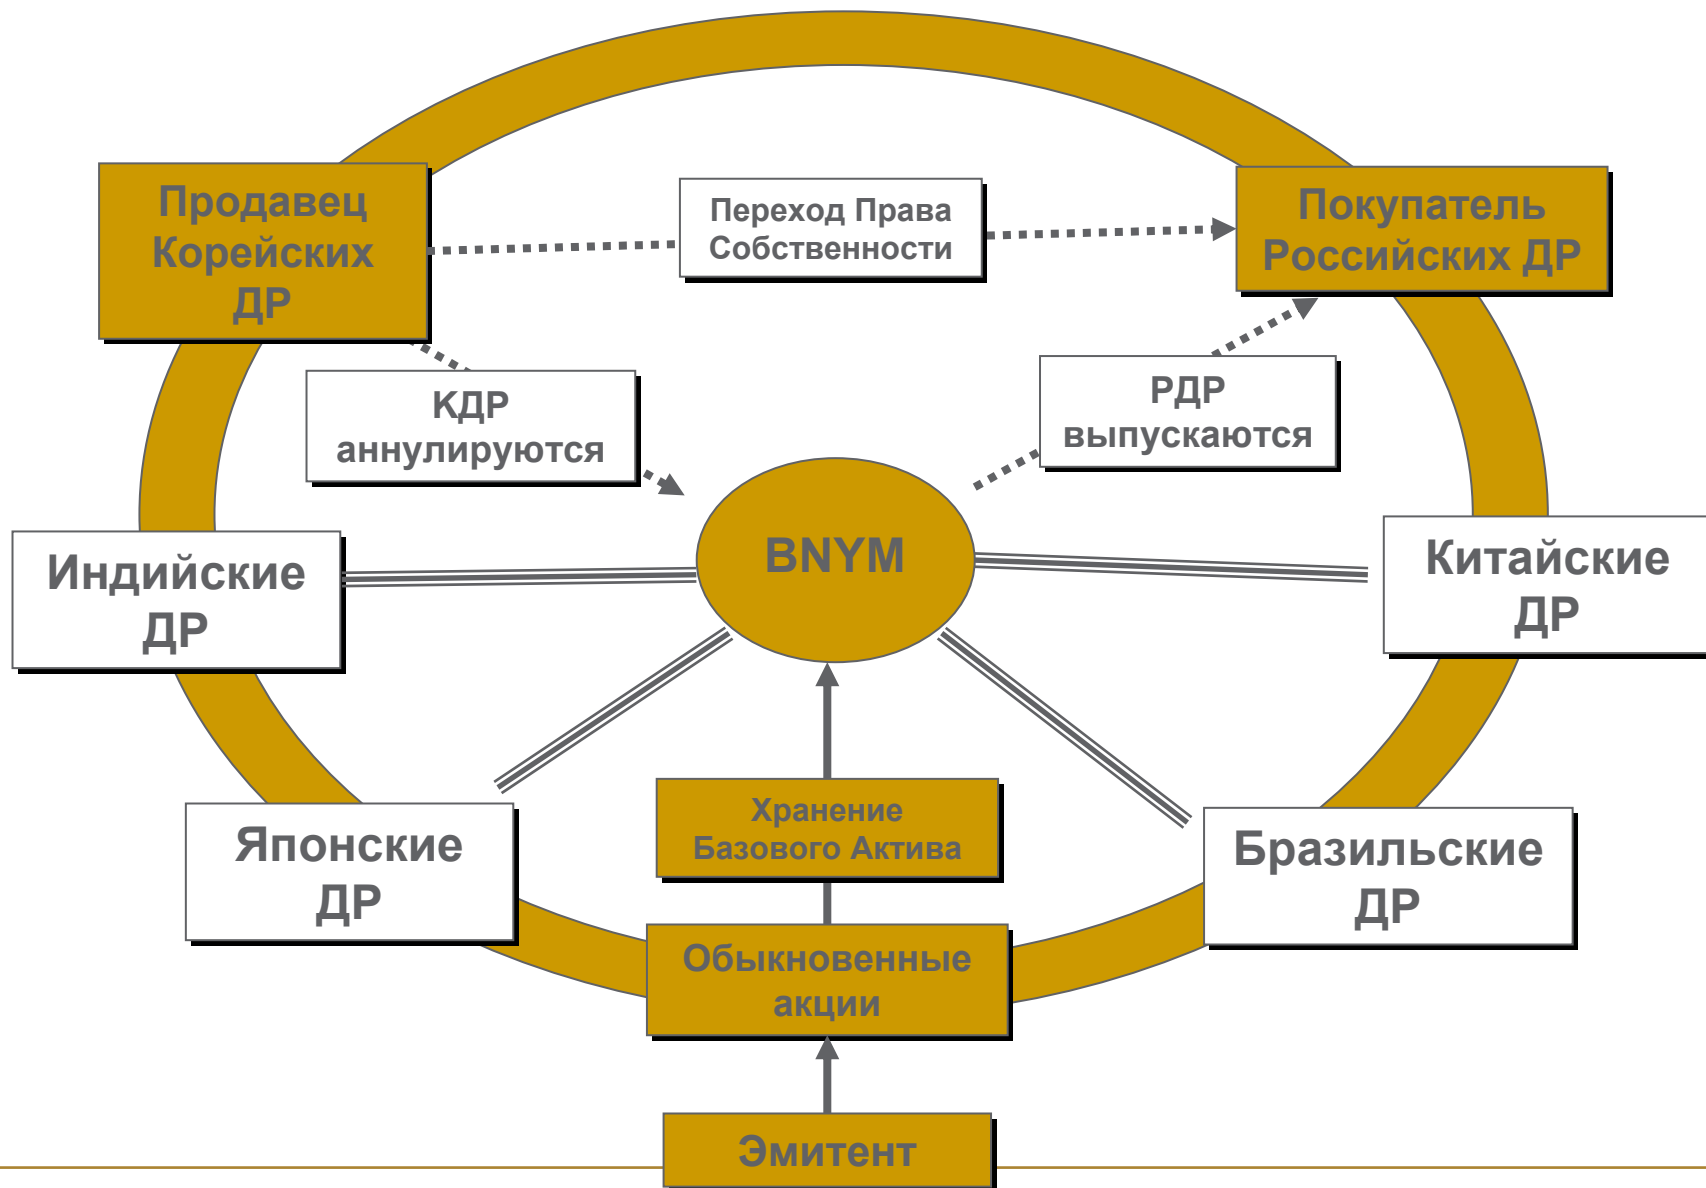 Продавец
Корейских
ДР
Переход Права
Собственности
Покупатель
Российских ДР
КДР
аннулируются
РДР
выпускаются
BNYM
Индийские
ДР
Китайские
ДР
Японские
ДР
Хранение
Базового Актива
Бразильские
ДР
Обыкновенные
акции
Эмитент